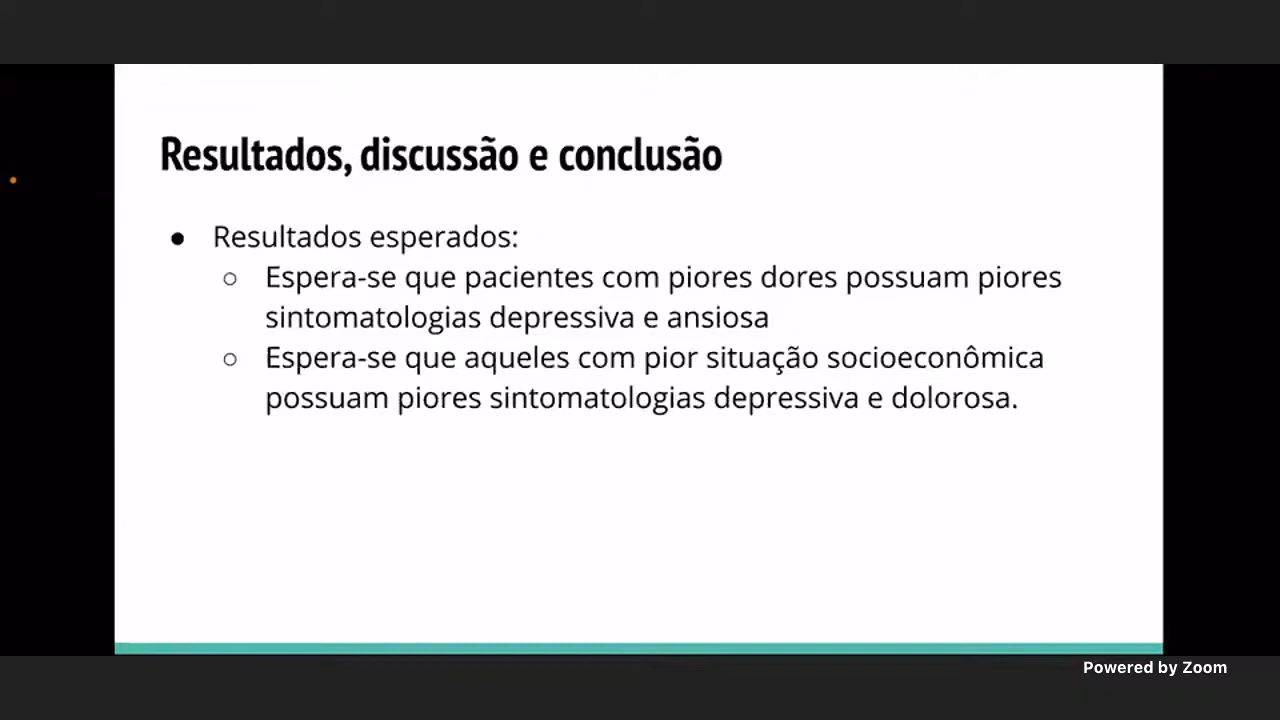 Resultados, discussão e conclusão
● Resultados esperados:
○ Espera-se que pacientes com piores dores possuam piores
sintomatologias depressiva e ansiosa
○ Espera-se que aqueles com pior situação socioeconômica
possuam piores sintomatologias depressiva e dolorosa.
Powered by Zoom